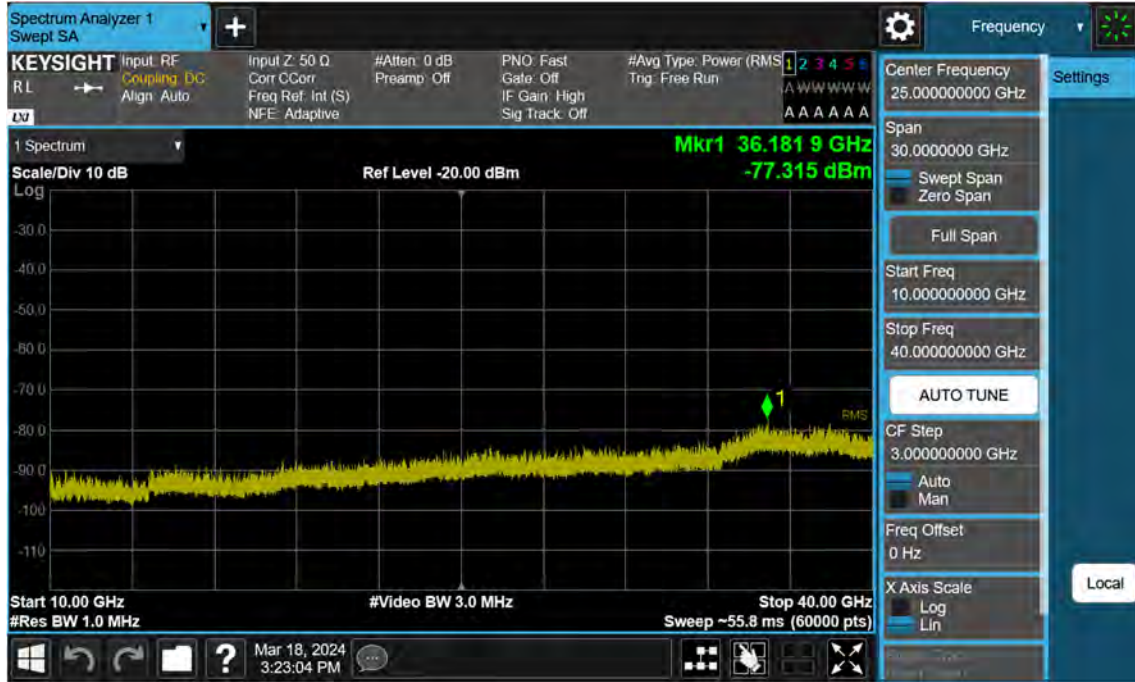 Spectrum Analyzer 1
Swept SA
+
Frequency
KEYSIGHT
RL
LXI
Input: RF
Coupling: DC
Align: Auto
Input Z: 50 Ω
Corr CCorr
Freq Ref: Int (S)
NFE: Adaptive
#Atten: 0 dB
Preamp: Off
PNO: Fast
Gate: Off
IF Gain: High
Sig Track: Off
#Avg Type: Power (RMS
Trig: Free Run
1 2 3 4 5 6
A W W W W W
A A A A A A
1 Spectrum
Scale/Div 10 dB
Log
Ref Level -20.00 dBm
Mkr1 36.181 9 GHz
-77.315 dBm
-30.0
-40.0
-50.0
-60.0
-70.0
-80.0
-90.0
-100
-110
1
RMS
Start 10.00 GHz
#Res BW 1.0 MHz
#Video BW 3.0 MHz
Stop 40.00 GHz
Sweep ~55.8 ms (60000 pts)
Center Frequency
25.000000000 GHz
Span
30.0000000 GHz
Swept Span
Zero Span
Full Span
Start Freq
10.000000000 GHz
Stop Freq
40.000000000 GHz
AUTO TUNE
CF Step
3.000000000 GHz
Auto
Man
Freq Offset
0 Hz
X Axis Scale
Log
Lin
Settings
Local
?
Mar 18, 2024
3:23:04 PM